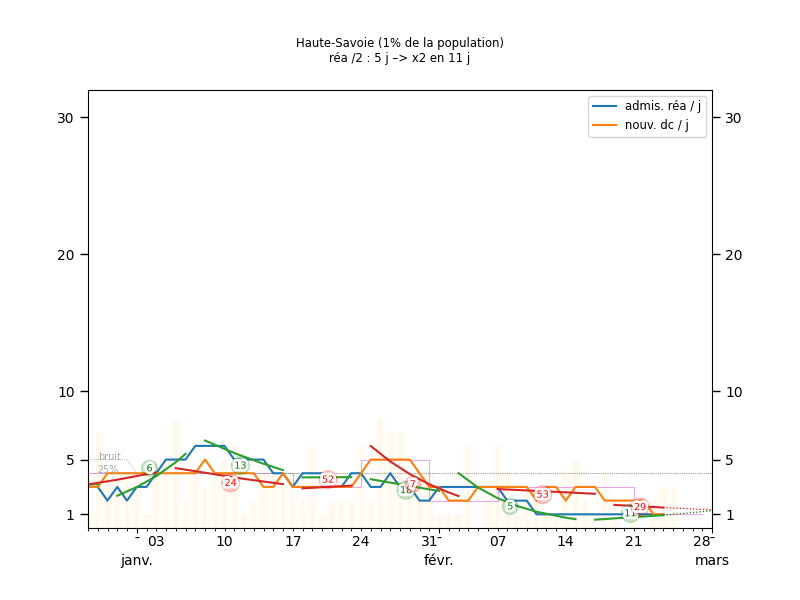 Haute-Savoie (1% de la population)
réa /2 : 5 j –> x2 en 11 j
admis. réa / j
nouv. dc / j
30 30
20 20
10 10
5 5
1 1
bruit
25%
6 24 13 52 7 5 53 11 29
03 10 17 24 31 07 14 21 28
janv. févr. mars